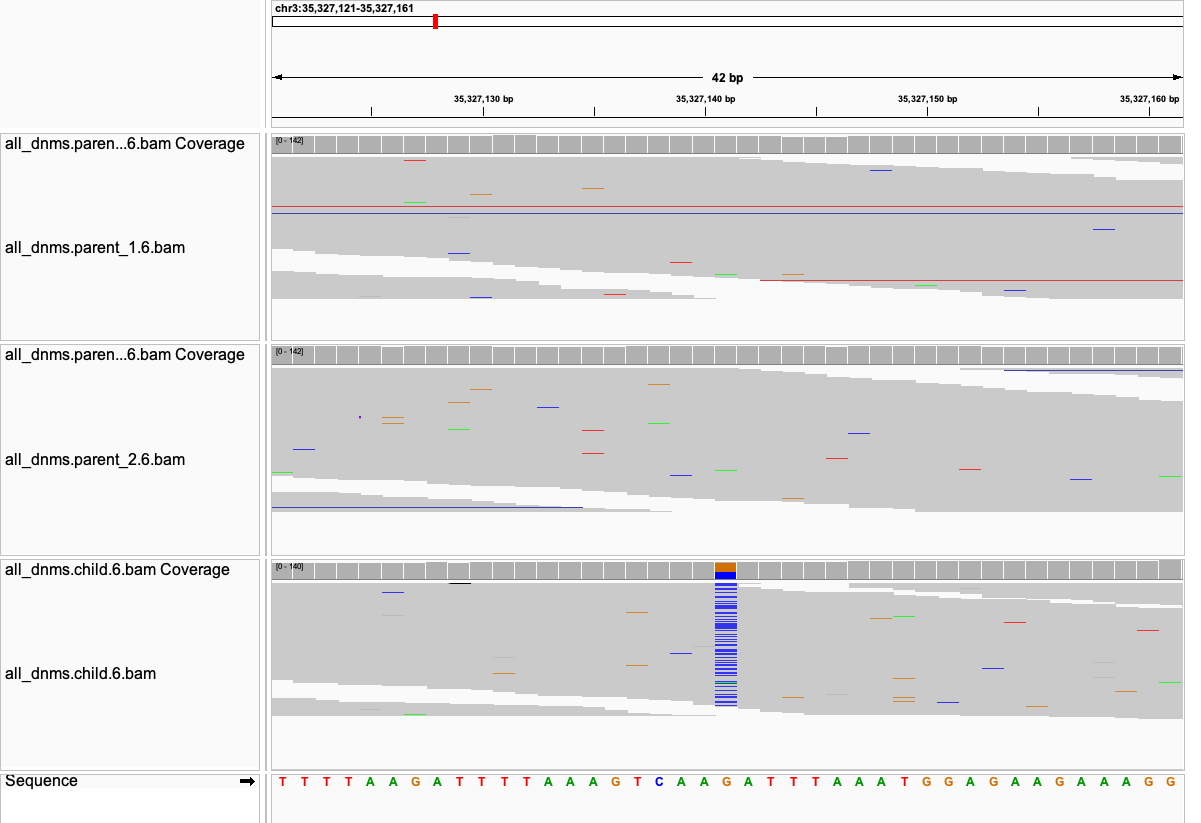 chr3:35,327,121-35,327,161
42 bp
35,327,130 bp 35,327,140 bp 35,327,150 bp 35,327,160 bp
all_dnms.paren...6.bam Coverage
[0 - 142]
all_dnms.parent_1.6.bam
all_dnms.paren...6.bam Coverage
[0 - 142]
all_dnms.parent_2.6.bam
all_dnms.child.6.bam Coverage
[0 - 140]
all_dnms.child.6.bam
Sequence T T T T A A G A T T T T A A A G T C A A G A T T T A A A T G G A G A A G A A A G G